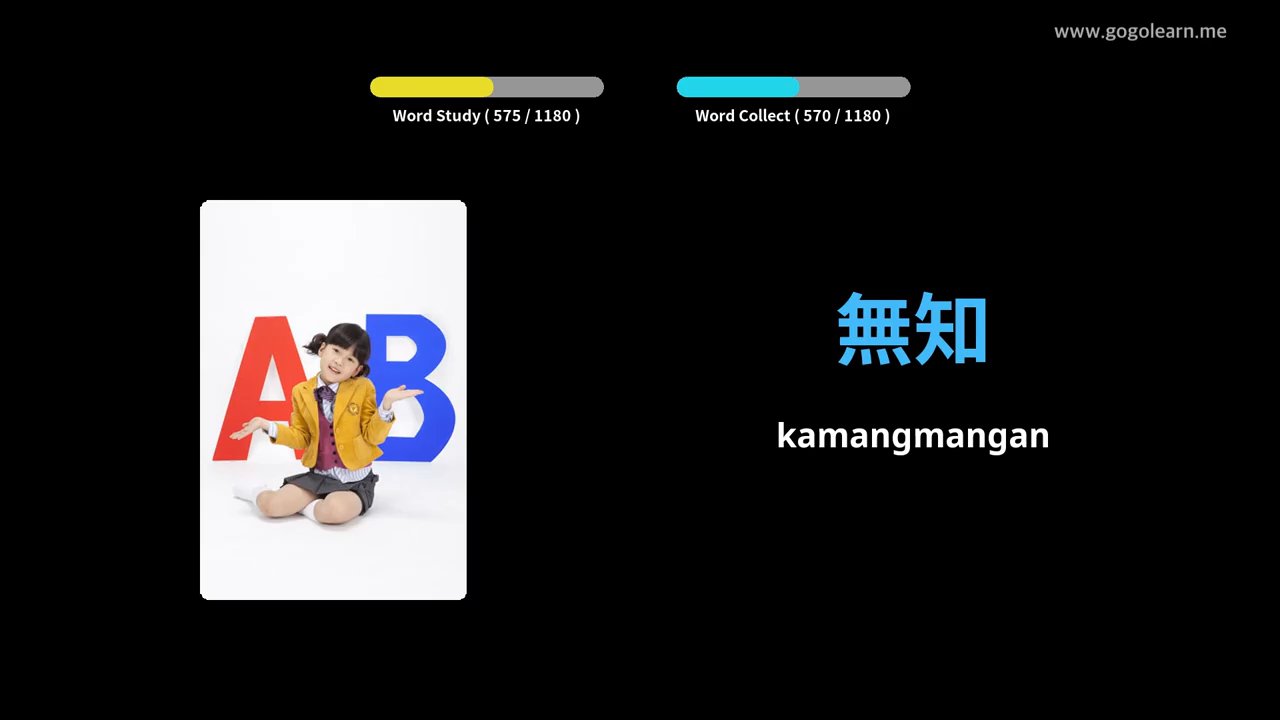 www.gogolearn.me
Word Study ( 575 / 1180 )
Word Collect ( 570 / 1180 )
A B
無知
kamangmangan